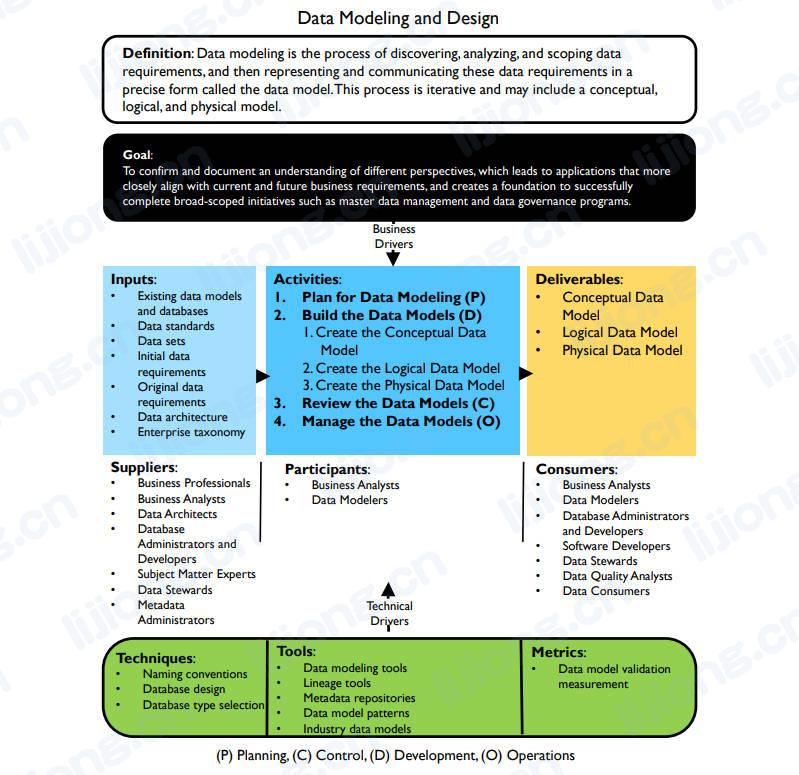 Data Modeling and Design
Definition: Data modeling is the process of discovering, analyzing, and scoping data
requirements, and then representing and communicating these data requirements in a
precise form called the data model. This process is iterative and may include a conceptual,
logical, and physical model.
Goal:
To confirm and document an understanding of different perspectives, which leads to applications that more
closely align with current and future business requirements, and creates a foundation to successfully
complete broad-scoped initiatives such as master data management and data governance programs.
Business
Drivers
Inputs:
• Existing data models
and databases
• Data standards
• Data sets
• Initial data
requirements
• Original data
requirements
• Data architecture
• Enterprise taxonomy
Activities:
1. Plan for Data Modeling (P)
2. Build the Data Models (D)
1. Create the Conceptual Data
Model
2. Create the Logical Data Model
3. Create the Physical Data Model
3. Review the Data Models (C)
4. Manage the Data Models (O)
Deliverables:
• Conceptual Data
Model
• Logical Data Model
• Physical Data Model
Suppliers:
• Business Professionals
• Business Analysts
• Data Architects
• Database
Administrators and
Developers
• Subject Matter Experts
• Data Stewards
• Metadata
Administrators
Participants:
• Business Analysts
• Data Modelers
Consumers:
• Business Analysts
• Data Modelers
• Database Administrators
and Developers
• Software Developers
• Data Stewards
• Data Quality Analysts
• Data Consumers
Technical
Drivers
Techniques:
• Naming conventions
• Database design
• Database type selection
Tools:
• Data modeling tools
• Lineage tools
• Metadata repositories
• Data model patterns
• Industry data models
Metrics:
• Data model validation
measurement
(P) Planning, (C) Control, (D) Development, (O) Operations
lijiong.cn